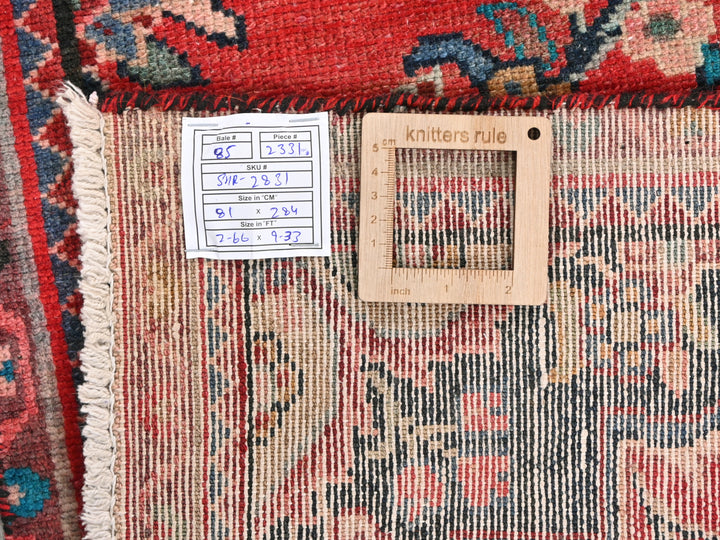 Bale # Piece #
85 2331
SKU #
SHR-2831
Size in "CM"
81 x 284
Size in "FT"
2-66 x 9-33
knitters rule
5 cm
4
3
2
1
inch 1 2